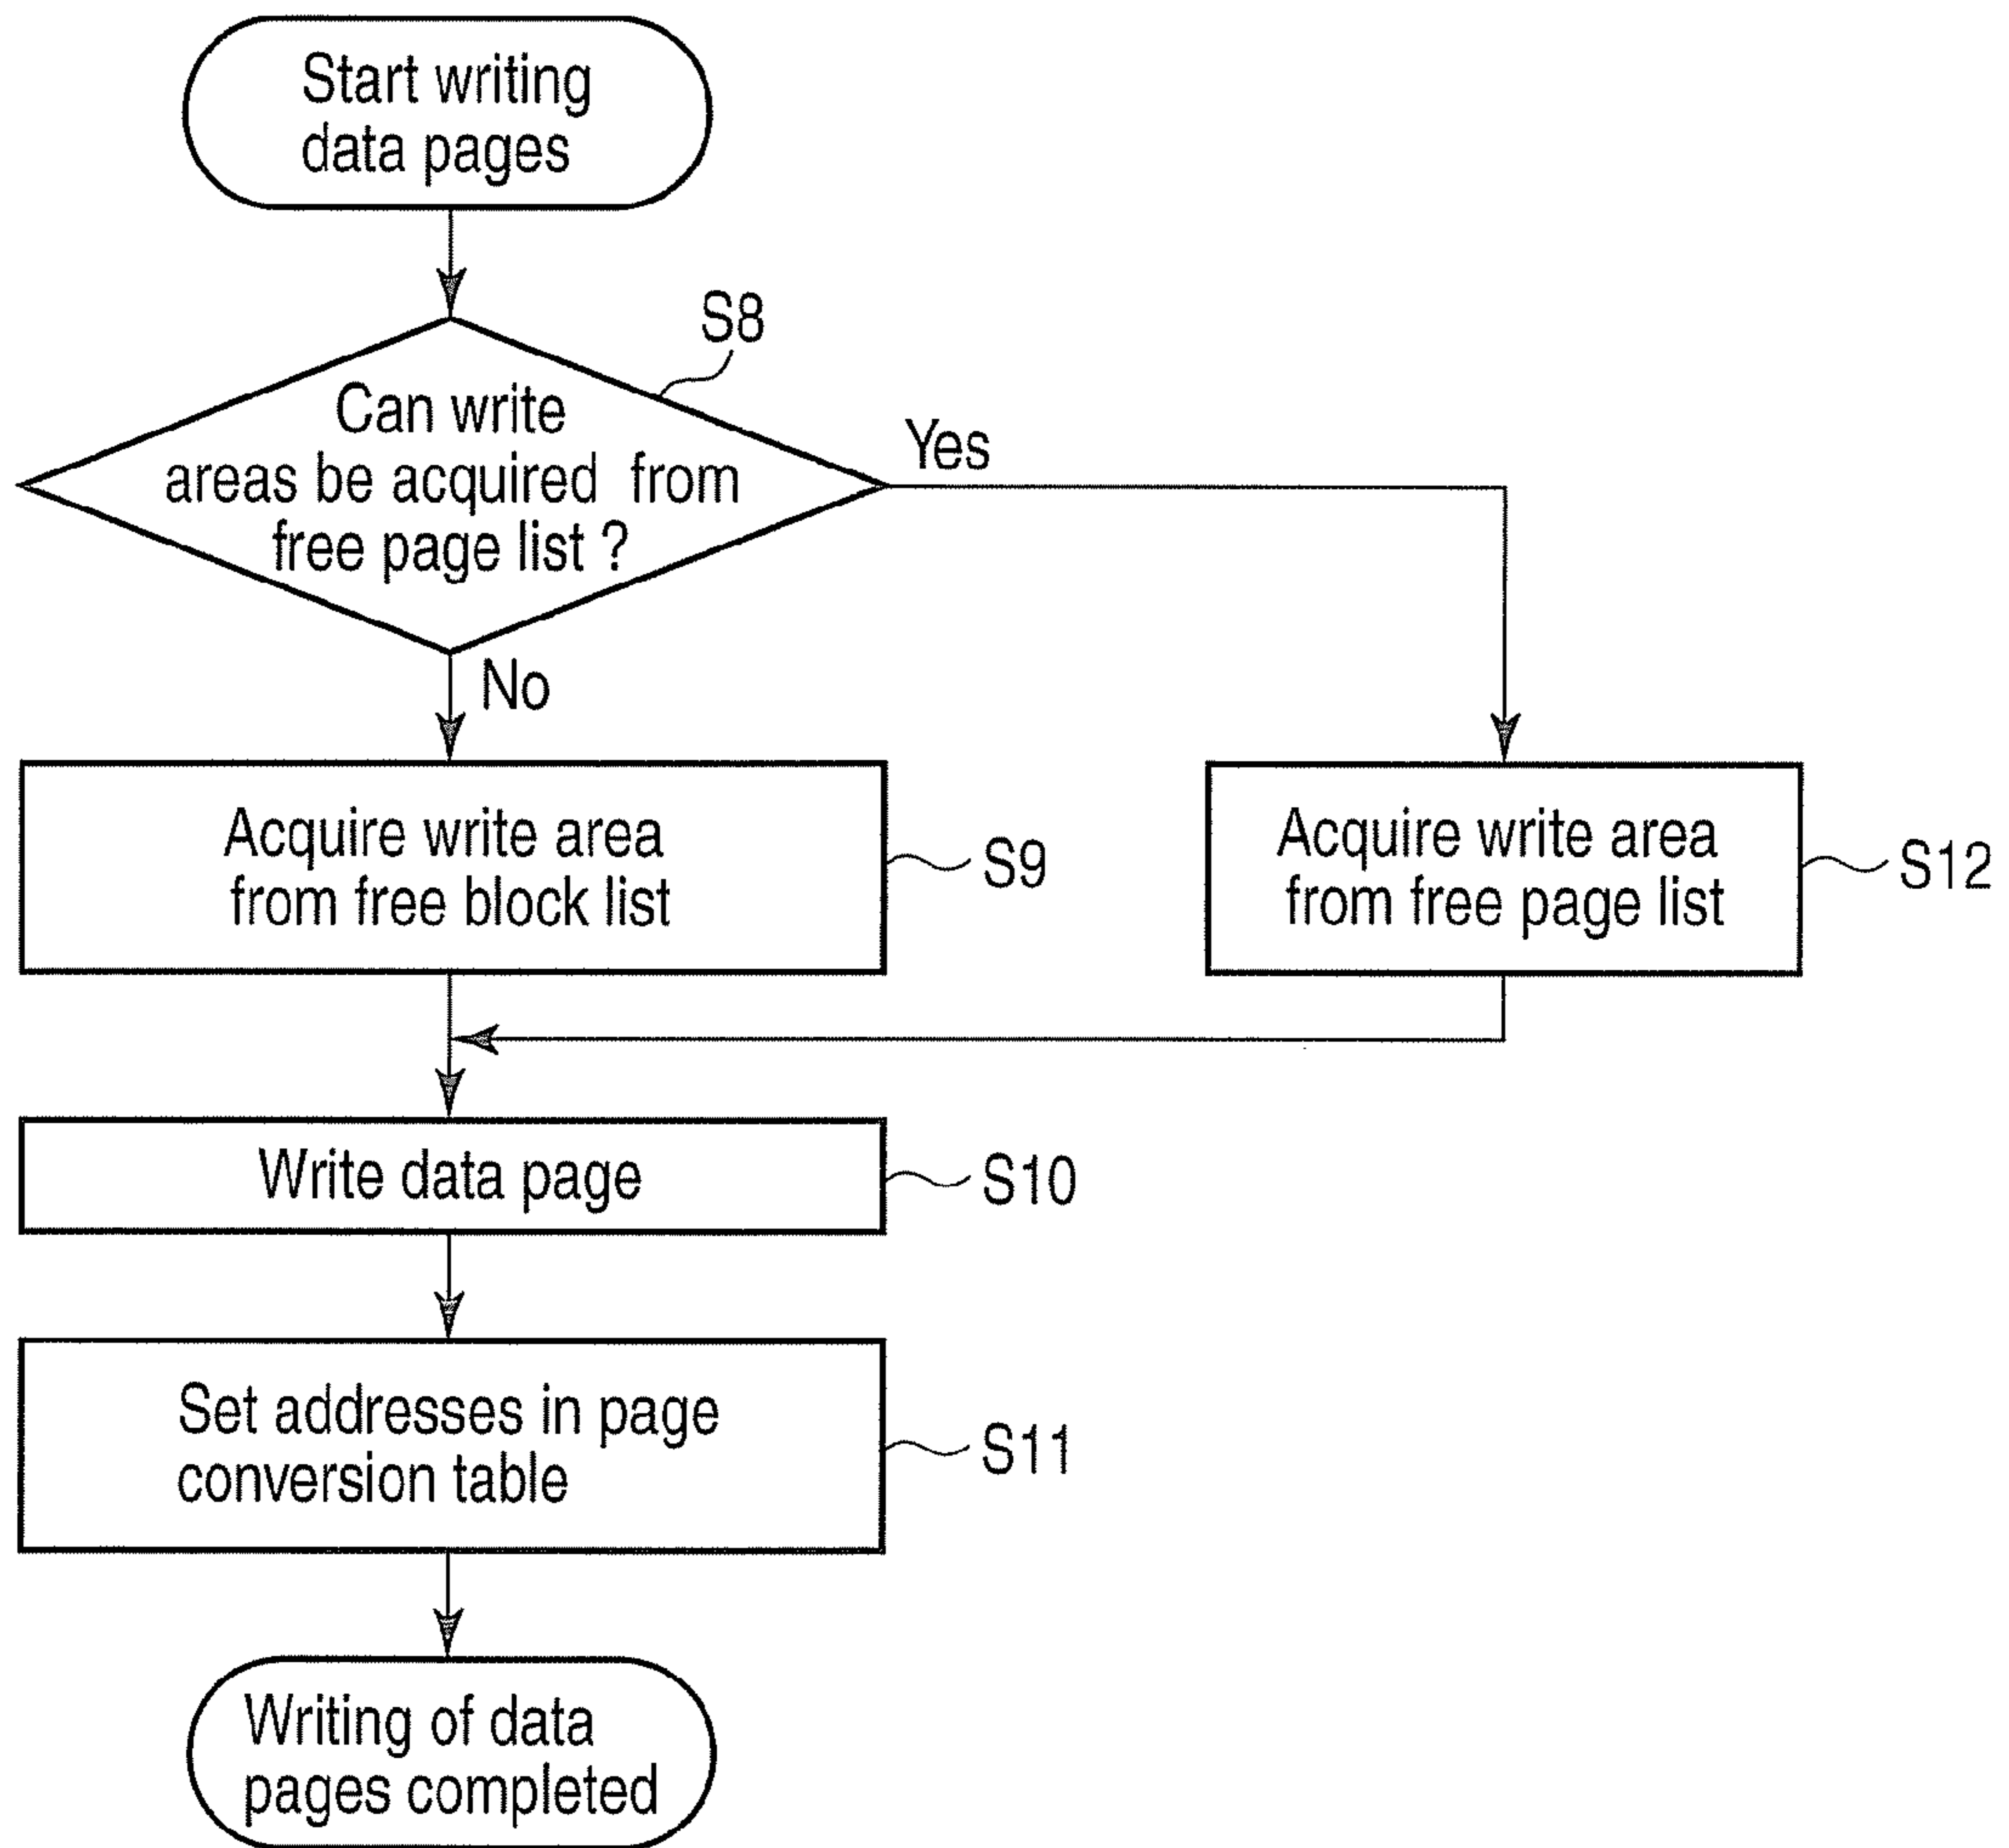 Start writing
data pages
S8
Can write
areas be acquired from
free page list ?
Yes
No
Acquire write area
from free block list
S9
Acquire write area
from free page list
S12
Write data page
S10
Set addresses in page
conversion table
S11
Writing of data
pages completed